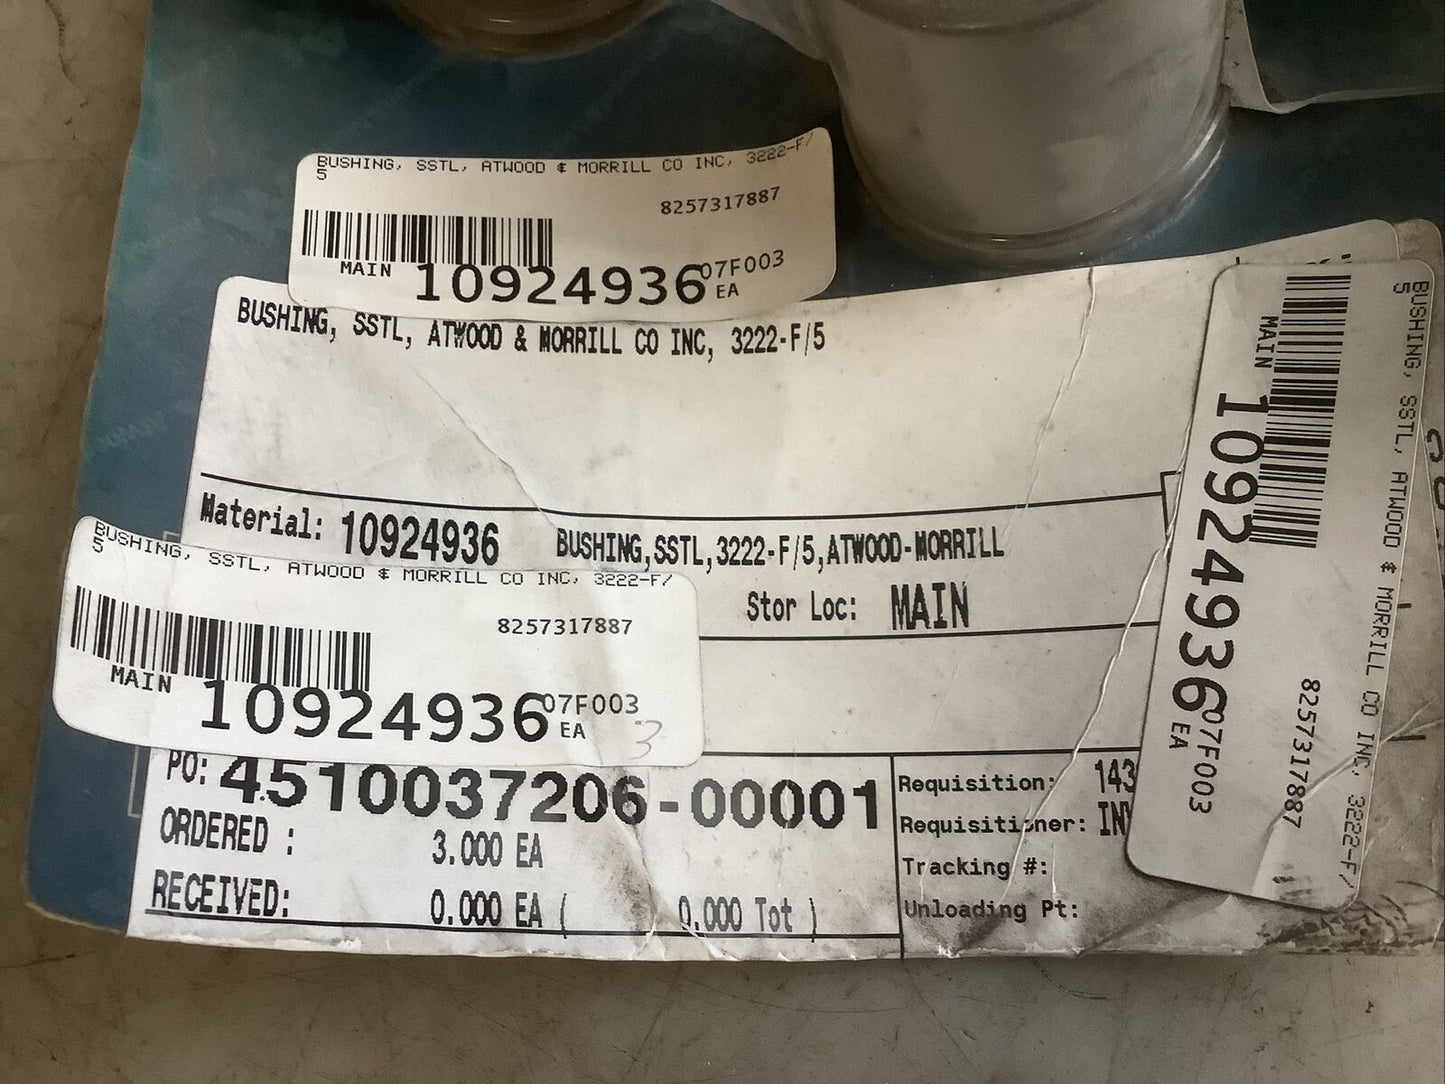 BUSHING, SSTL, ATWOOD & MORRILL CO INC, 3222-F/
5
8257317887
MAIN 10924936 07F003
EA
BUSHING, SSTL, ATWOOD & MORRILL CO INC, 3222-F/5
Material: 10924936 BUSHING,SSTL,3222-F/5,ATWOOD-MORRILL
Stor Loc: MAIN
BUSHING, SSTL, ATWOOD & MORRILL CO INC, 3222-F/
5
8257317887
MAIN 10924936 07F003
EA
3
PO: 4510037206-00001
ORDERED : 3.000 EA
RECEIVED: 0.000 EA ( 0.000 Tot )
Requisition: 143
Requisitioner:
Tracking #:
Unloading Pt:
BUSHING, SSTL, ATWOOD & MORRILL CO INC, 3222-F/
5
8257317887
MAIN 10924936 07F003
EA